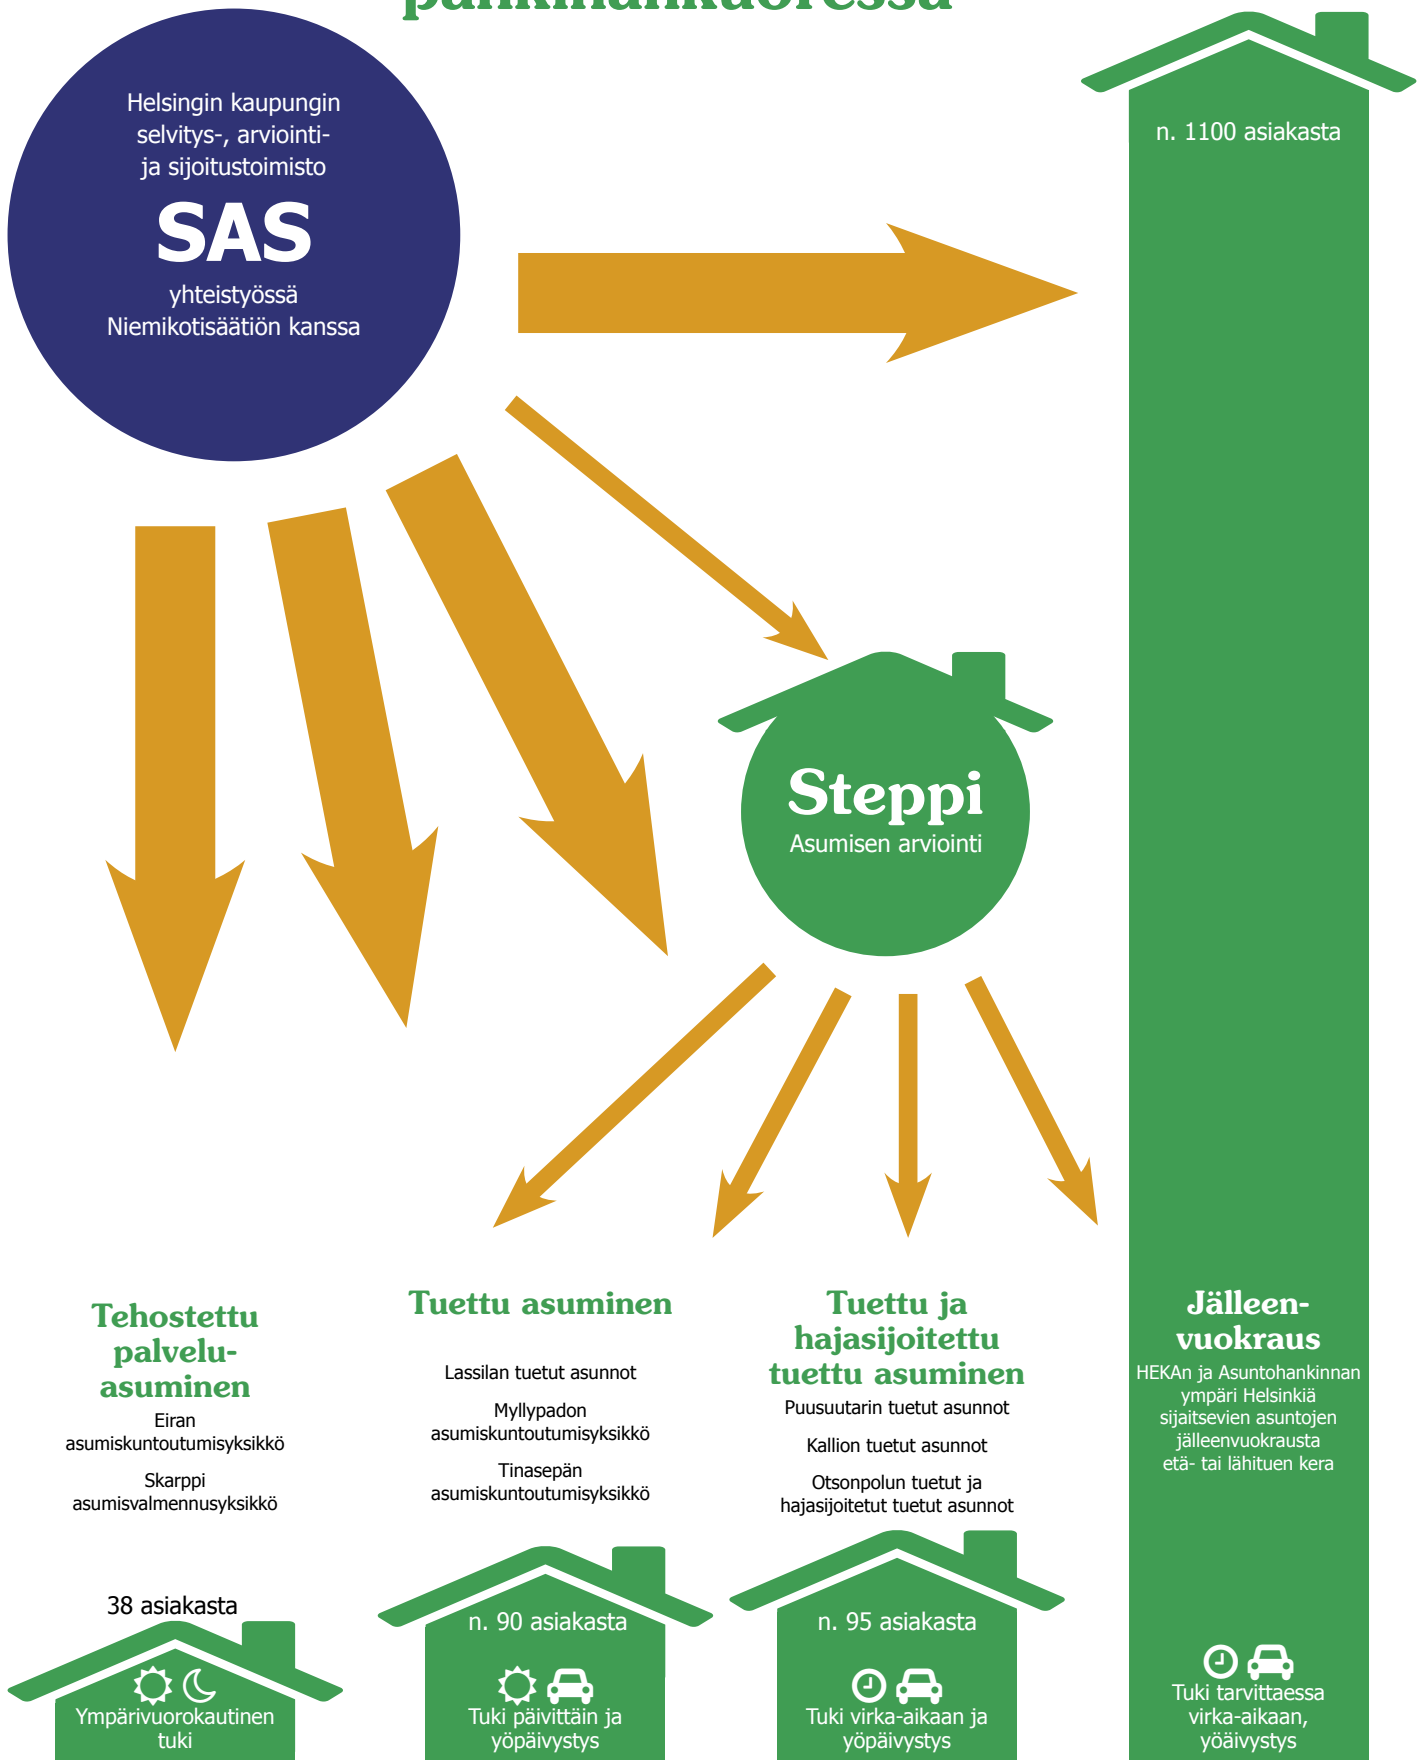 Helsingin kaupungin
selvitys-, arviointi-
ja sijoitustoimisto
SAS
yhteistyössä
Niemikotisäätiön kanssa
n. 1100 asiakasta
Steppi
Asumisen arviointi
Tehostettu
palvelu-
asuminen
Eiran
asumiskuntoutumisyksikkö
Skarppi
asumisvalmennusyksikkö
38 asiakasta
Ympärivuorokautinen
tuki
Tuettu asuminen
Lassilan tuetut asunnot
Myllypadon
asumiskuntoutumisyksikkö
Tinasepän
asumiskuntoutumisyksikkö
n. 90 asiakasta
Tuki päivittäin ja
yöpäivystys
Tuettu ja
hajasijoitettu
tuettu asuminen
Puusuutarin tuetut asunnot
Kallion tuetut asunnot
Otsonpolun tuetut ja
hajasijoitetut tuetut asunnot
n. 95 asiakasta
Tuki virka-aikaan ja
yöpäivystys
Jälleen-
vuokraus
HEKAn ja Asuntohankinnan
ympäri Helsinkiä
sijaitsevien asuntojen
jälleenvuokrausta
etä- tai lähituen kera
Tuki tarvittaessa
virka-aikaan,
yöäivystys